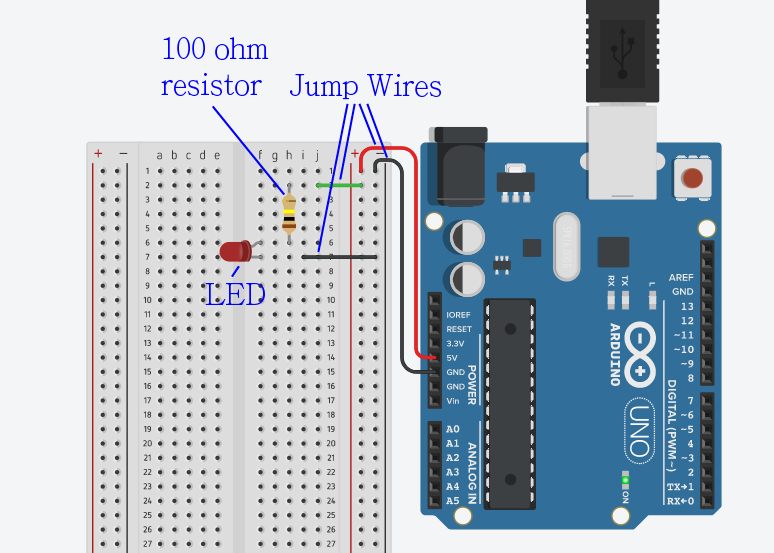 100 ohm
resistor
Jump Wires
LED
+ − a b c d e f g h i j + −
1 1
2 2
3 3
4 4
5 5
6 6
7 7
8 8
9 9
10 10
11 11
12 12
13 13
14 14
15 15
16 16
17 17
18 18
19 19
20 20
21 21
22 22
23 23
24 24
25 25
26 26
27 27
IOREF
RESET
3.3V
5V
GND
GND
Vin
POWER
A0
A1
A2
A3
A4
A5
ANALOG IN
RX
TX
L
ARDUINO
UNO
ON
AREF
GND
13
12
~11
~10
~9
8
7
~6
~5
4
~3
2
TX→1
RX←0
DIGITAL (PWM~)